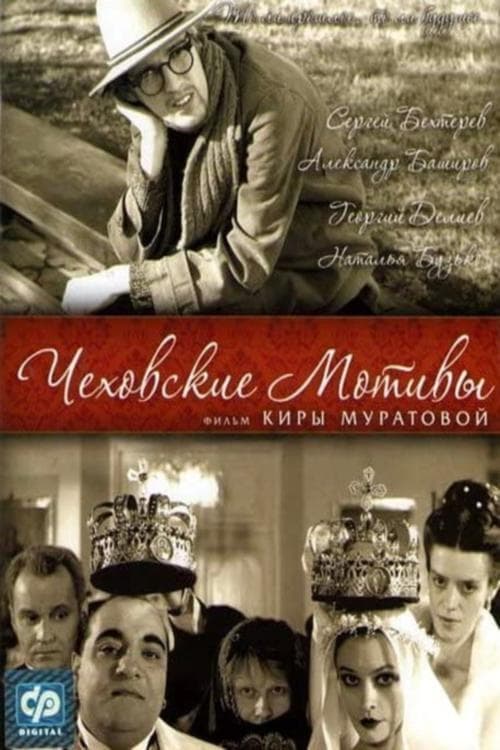 Сергей Бехтерев
Александр Баширов
Георгий Делиев
Наталья Бузько
Чеховские Мотивы
ФИЛЬМ КИРЫ МУРАТОВОЙ
DIGITAL